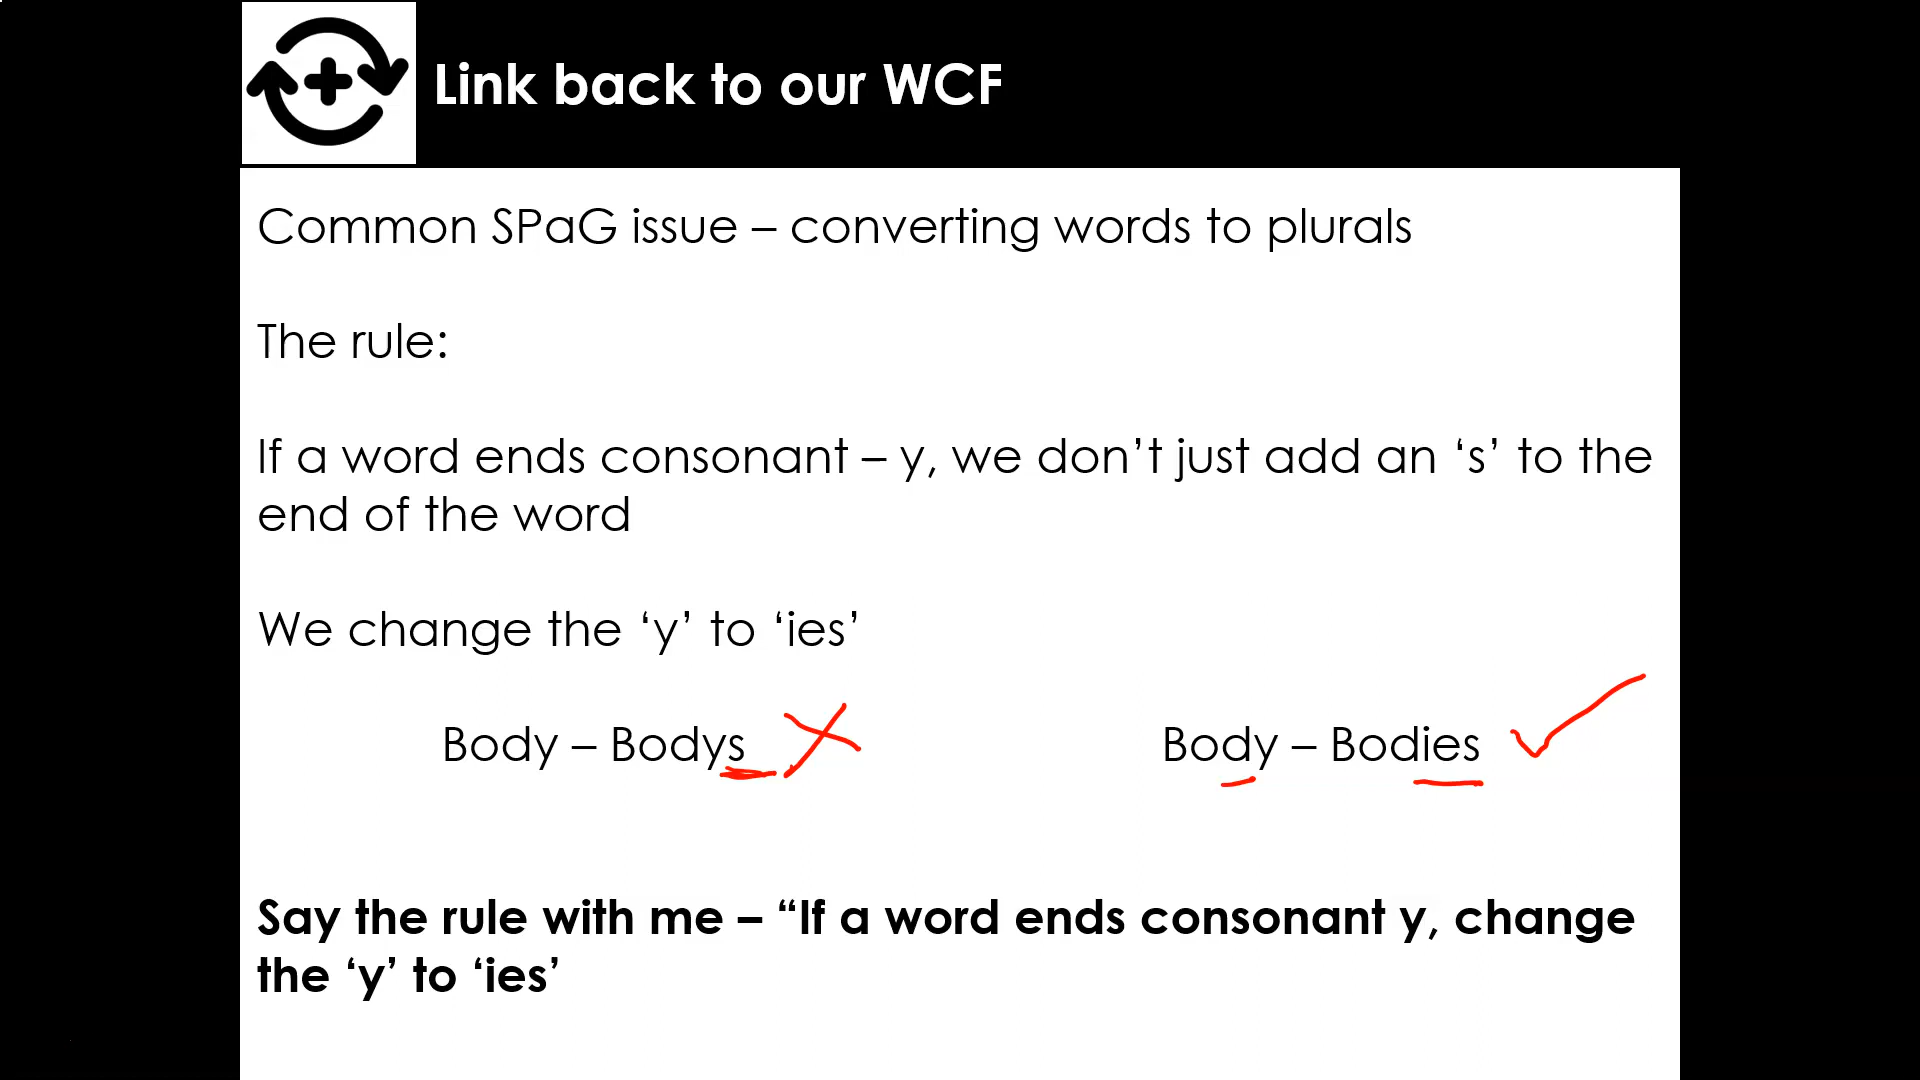 Link back to our WCF
Common SPaG issue – converting words to plurals
The rule:
If a word ends consonant – y, we don’t just add an ‘s’ to the
end of the word
We change the ‘y’ to ‘ies’
Body – Bodys
Body – Bodies
Say the rule with me – “If a word ends consonant y, change
the ‘y’ to ‘ies’